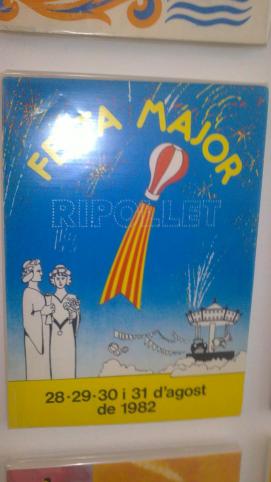 FESTA MAJOR
RIPOLLET
28-29-30 i 31 d'agost
de 1982